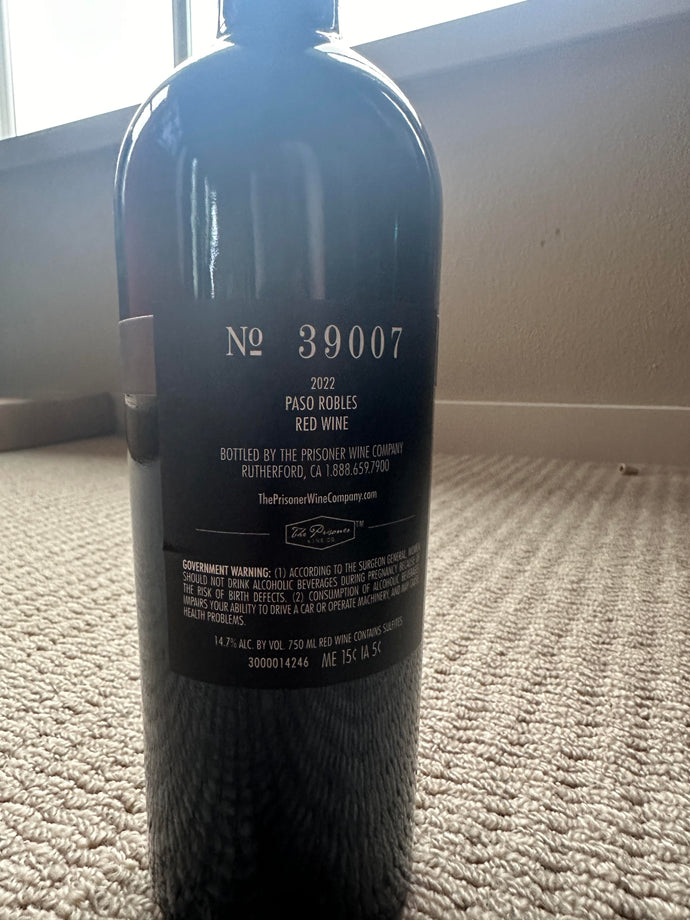 Nº 39007
2022
PASO ROBLES
RED WINE
BOTTLED BY THE PRISONER WINE COMPANY
RUTHERFORD, CA 1.888.659.7900
ThePrisonerWineCompany.com
The Prisoner TM
WINE CO.
GOVERNMENT WARNING: (1) ACCORDING TO THE SURGEON GENERAL, WOMEN
SHOULD NOT DRINK ALCOHOLIC BEVERAGES DURING PREGNANCY BECAUSE OF
THE RISK OF BIRTH DEFECTS. (2) CONSUMPTION OF ALCOHOLIC BEVERAGES
IMPAIRS YOUR ABILITY TO DRIVE A CAR OR OPERATE MACHINERY, AND MAY CAUSE
HEALTH PROBLEMS.
14.7% ALC. BY VOL. 750 ML RED WINE CONTAINS SULFITES
3000014246 ME 15¢ IA 5¢